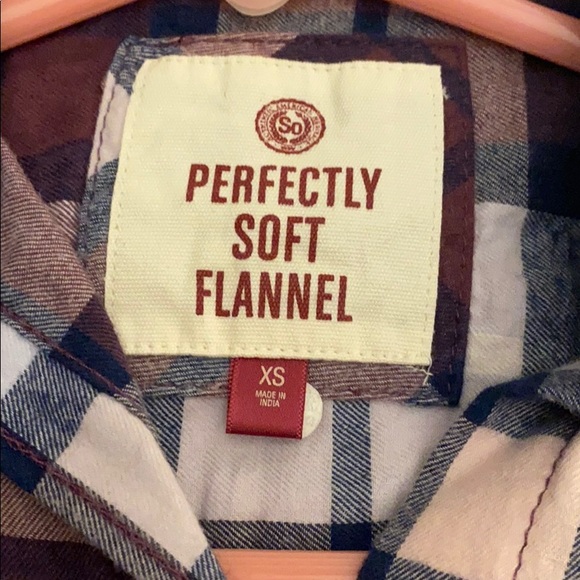 So
PERFECTLY
SOFT
FLANNEL
XS
MADE IN
INDIA